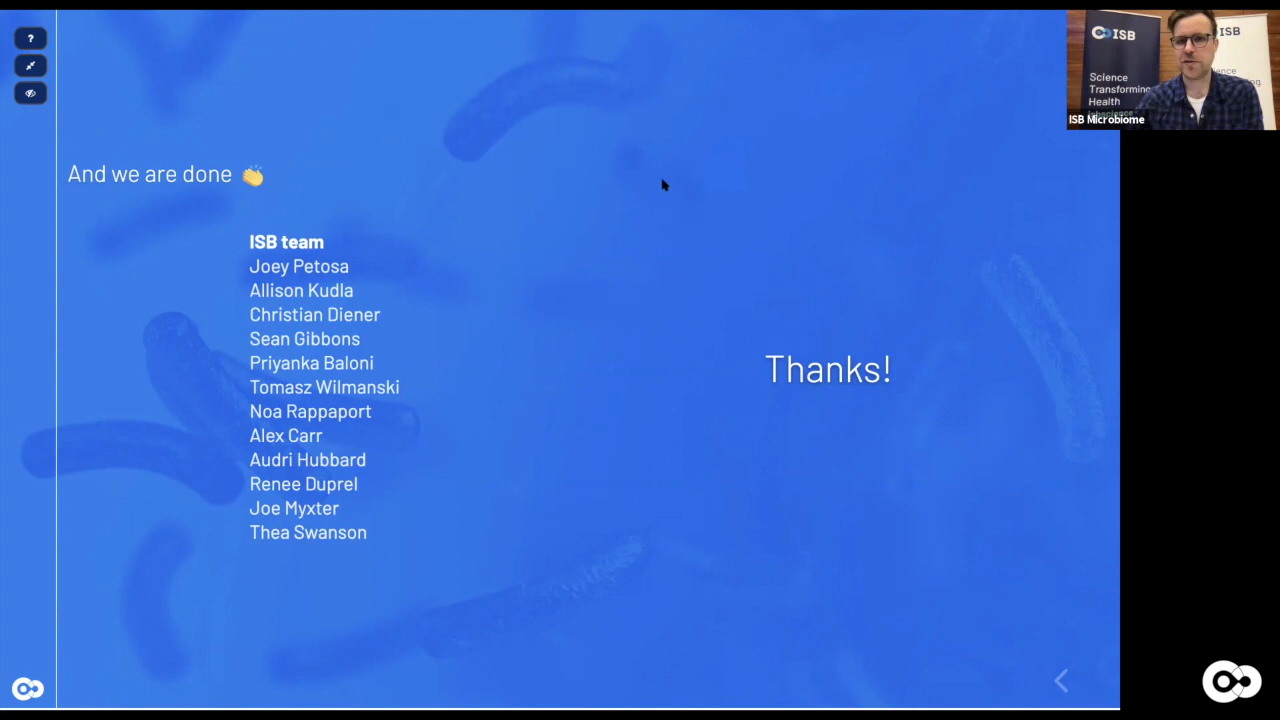 ?
And we are done
ISB team
Joey Petosa
Allison Kudla
Christian Diener
Sean Gibbons
Priyanka Baloni
Tomasz Wilmanski
Noa Rappaport
Alex Carr
Audri Hubbard
Renee Duprel
Joe Myxter
Thea Swanson
Thanks!
ISB
ISB
Science
Transforming
Health
ISB Microbiome